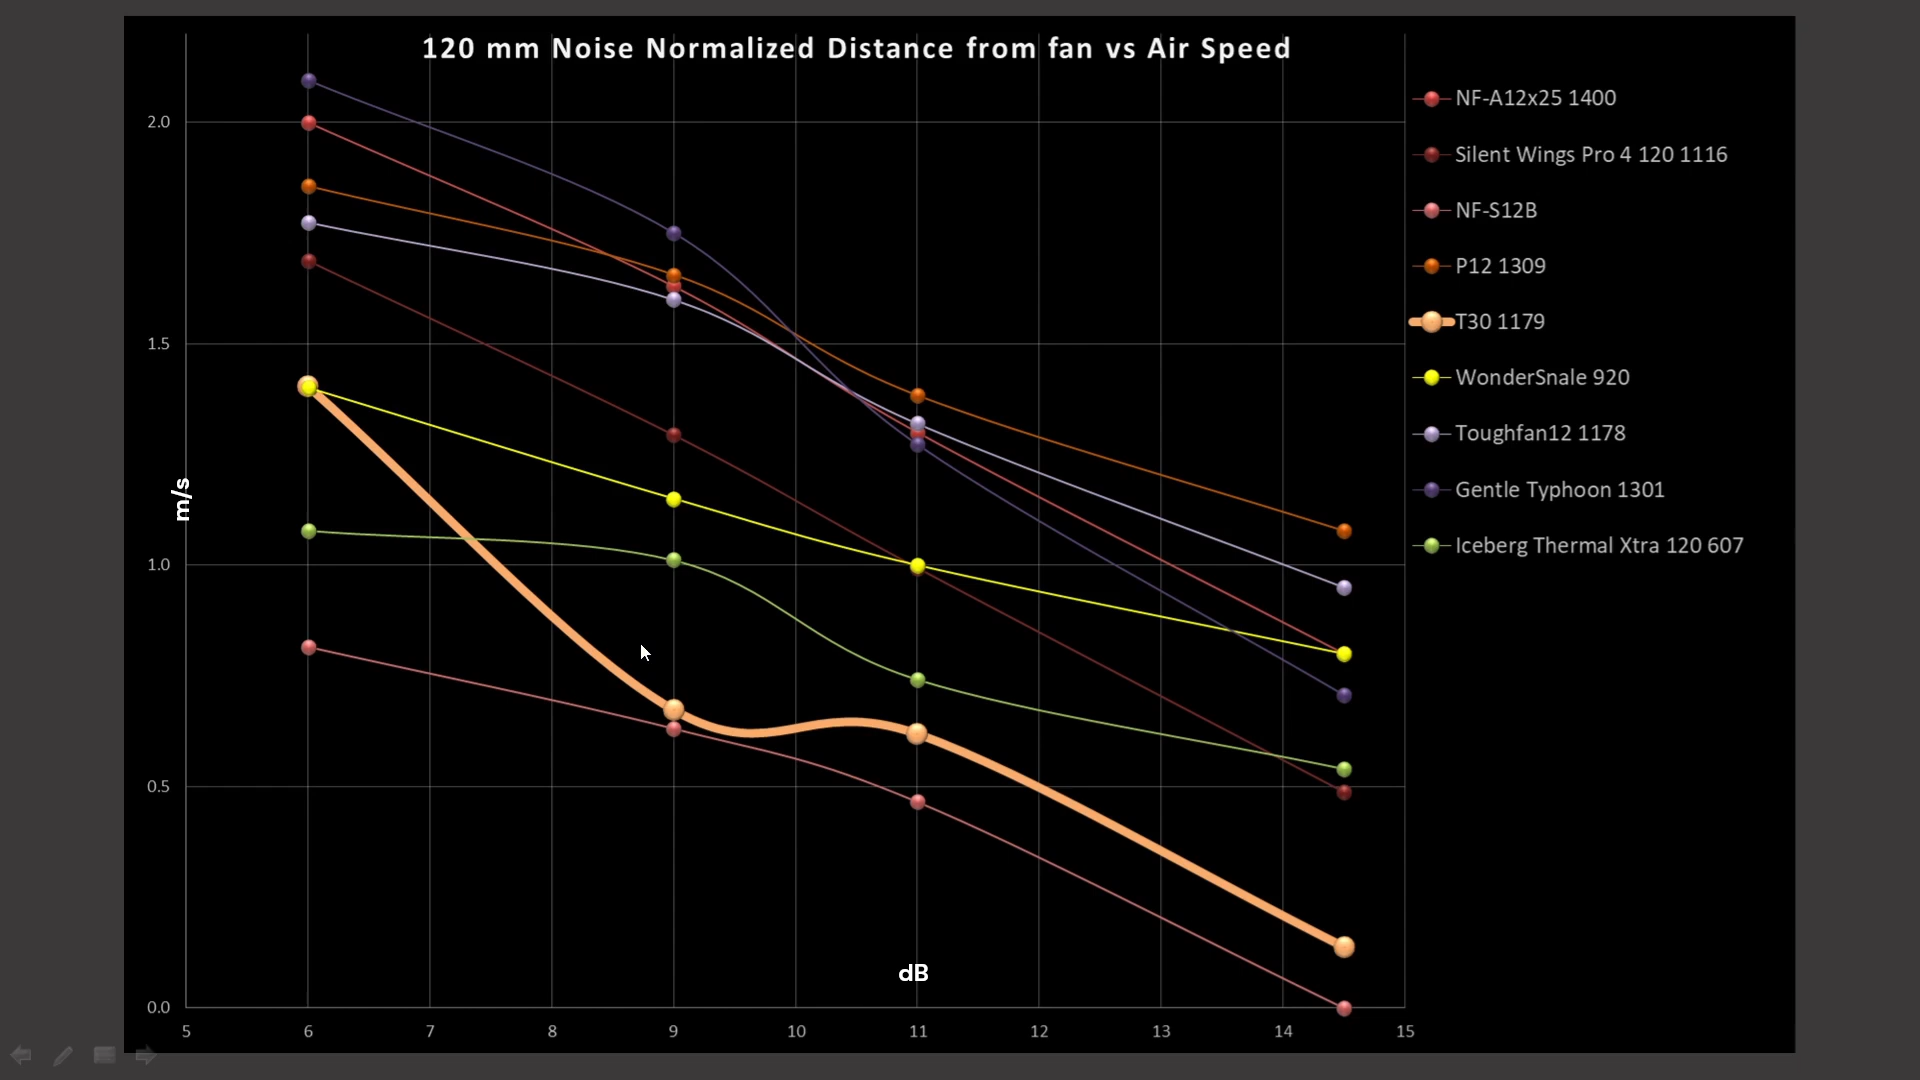 120 mm Noise Normalized Distance from fan vs Air Speed
NF-A12x25 1400
Silent Wings Pro 4 120 1116
NF-S12B
P12 1309
T30 1179
WonderSnale 920
Toughfan12 1178
Gentle Typhoon 1301
Iceberg Thermal Xtra 120 607
2.0
1.5
1.0
0.5
0.0
m/s
dB
5 6 7 8 9 10 11 12 13 14 15